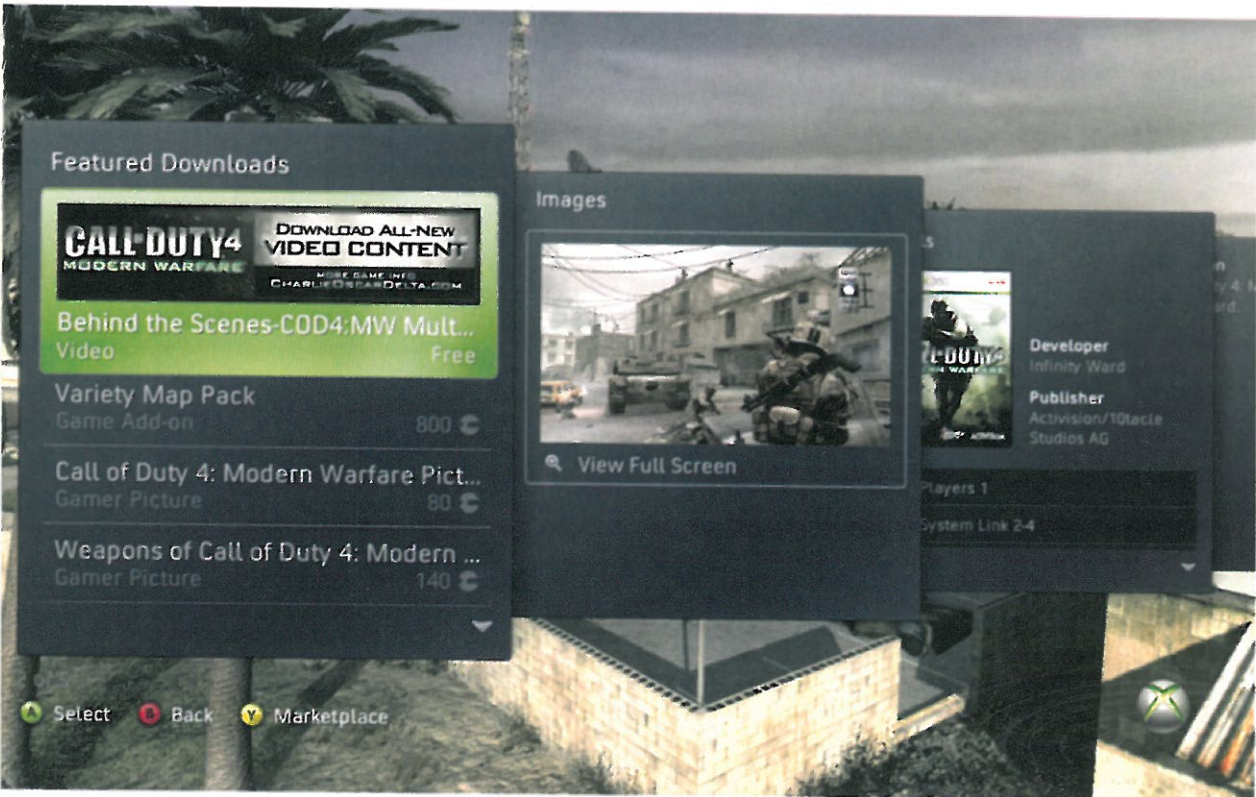 Featured Downloads
CALL OF DUTY 4
MODERN WARFARE
DOWNLOAD ALL-NEW
VIDEO CONTENT
MORE GAME INFO
CHARLIEOSCARDELTA.COM
Behind the Scenes-COD4:MW Mult...
Video Free
Variety Map Pack
Game Add-on 800
Call of Duty 4: Modern Warfare Pict...
Gamer Picture 80
Weapons of Call of Duty 4: Modern ...
Gamer Picture 140
Images
View Full Screen
Developer
Infinity Ward
Publisher
Activision/10tacle
Studios AG
Players 1
System Link 2-4
A Select B Back Y Marketplace